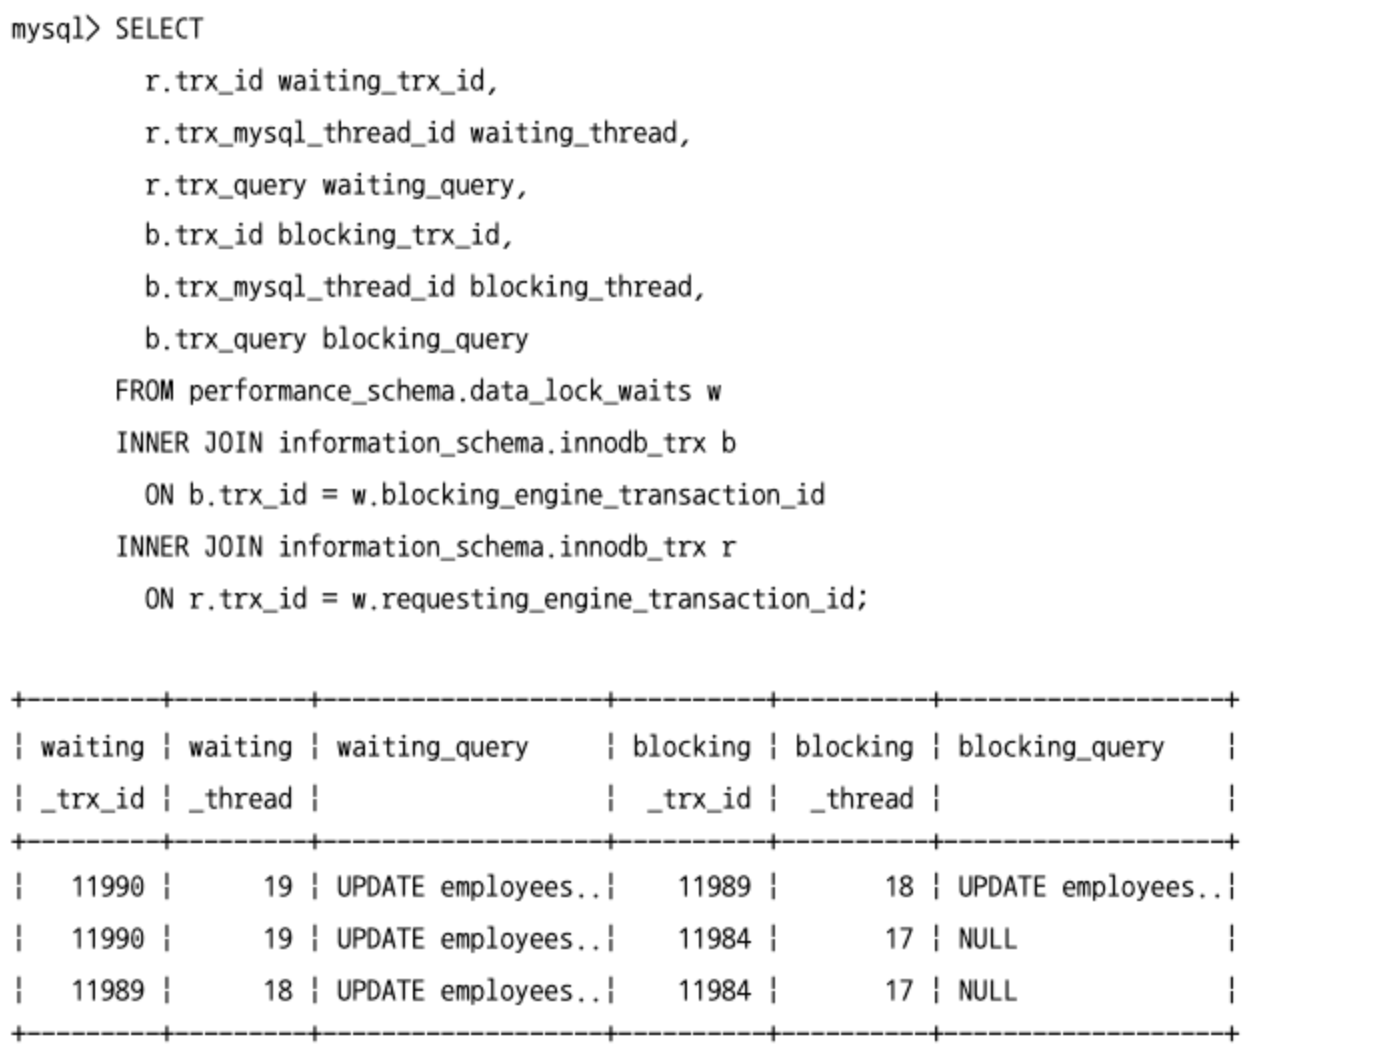 mysql> SELECT
r.trx_id waiting_trx_id,
r.trx_mysql_thread_id waiting_thread,
r.trx_query waiting_query,
b.trx_id blocking_trx_id,
b.trx_mysql_thread_id blocking_thread,
b.trx_query blocking_query
FROM performance_schema.data_lock_waits w
INNER JOIN information_schema.innodb_trx b
ON b.trx_id = w.blocking_engine_transaction_id
INNER JOIN information_schema.innodb_trx r
ON r.trx_id = w.requesting_engine_transaction_id;
+---------+---------+-------------------+----------+----------+-------------------+
| waiting | waiting | waiting_query | blocking | blocking | blocking_query |
| _trx_id | _thread | | _trx_id | _thread | |
+---------+---------+-------------------+----------+----------+-------------------+
| 11990 | 19 | UPDATE employees..| 11989 | 18 | UPDATE employees..|
| 11990 | 19 | UPDATE employees..| 11984 | 17 | NULL |
| 11989 | 18 | UPDATE employees..| 11984 | 17 | NULL |
+---------+---------+-------------------+----------+----------+-------------------+